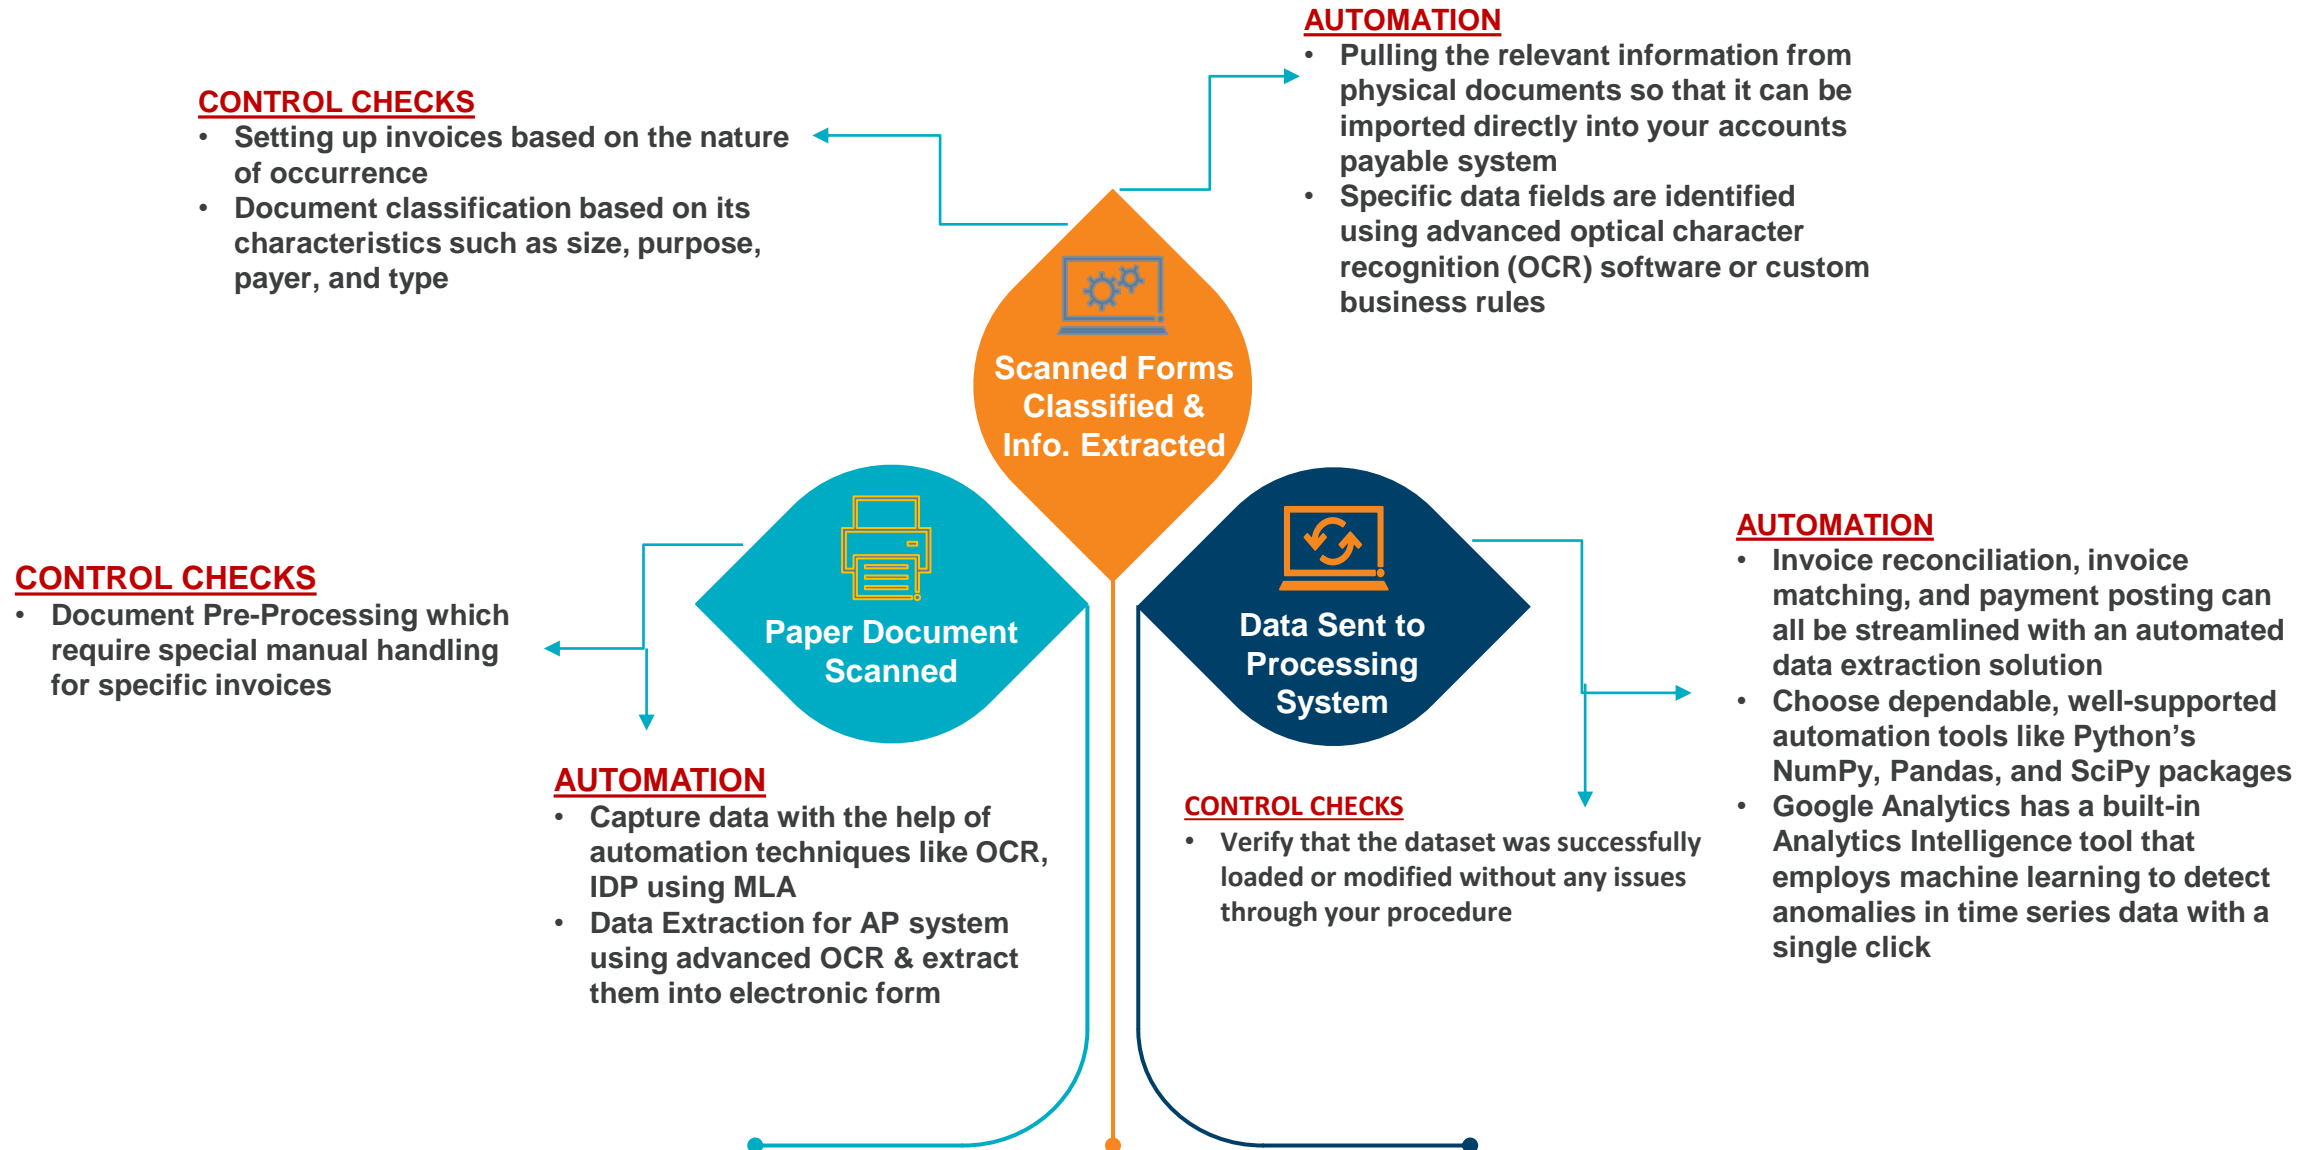 AUTOMATION
• Pulling the relevant information from
physical documents so that it can be
imported directly into your accounts
payable system
• Specific data fields are identified
using advanced optical character
recognition (OCR) software or custom
business rules
CONTROL CHECKS
• Setting up invoices based on the nature
of occurrence
• Document classification based on its
characteristics such as size, purpose,
payer, and type
Scanned Forms
Classified &
Info. Extracted
CONTROL CHECKS
• Document Pre-Processing which
require special manual handling
for specific invoices
Paper Document
Scanned
AUTOMATION
• Capture data with the help of
automation techniques like OCR,
IDP using MLA
• Data Extraction for AP system
using advanced OCR & extract
them into electronic form
Data Sent to
Processing
System
CONTROL CHECKS
• Verify that the dataset was successfully
loaded or modified without any issues
through your procedure
AUTOMATION
• Invoice reconciliation, invoice
matching, and payment posting can
all be streamlined with an automated
data extraction solution
• Choose dependable, well-supported
automation tools like Python’s
NumPy, Pandas, and SciPy packages
• Google Analytics has a built-in
Analytics Intelligence tool that
employs machine learning to detect
anomalies in time series data with a
single click